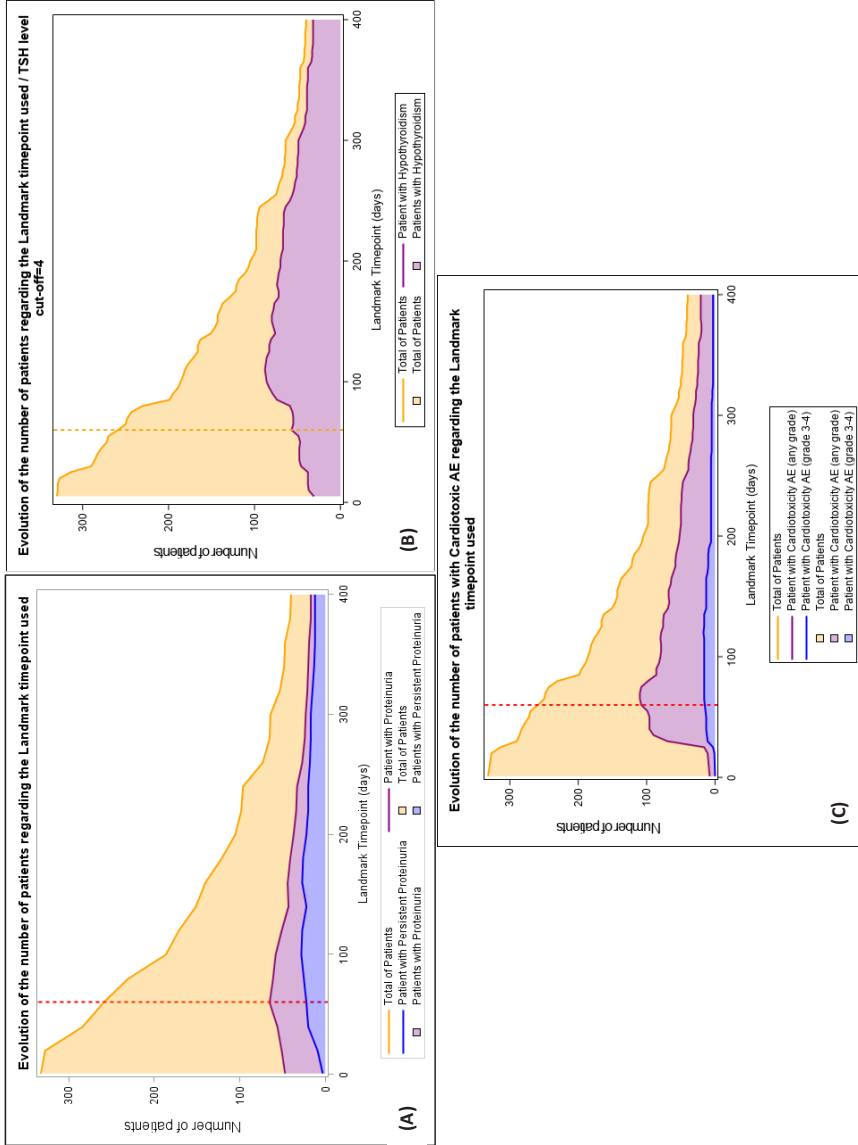 Evolution of the number of patients regarding the Landmark timepoint used
Number of patients
300
200
100
0
0
100
200
300
400
Landmark Timepoint (days)
Total of Patients
Patient with Proteinuria
Patient with Persistent Proteinuria
Total of Patients
Patients with Proteinuria
Patients with Persistent Proteinuria
(A)
Evolution of the number of patients regarding the Landmark timepoint used / TSH level
cut-off=4
Number of patients
300
200
100
0
0
100
200
300
400
Landmark Timepoint (days)
Total of Patients
Patient with Hypothyroidism
Total of Patients
Patients with Hypothyroidism
(B)
Evolution of the number of patients with Cardiotoxic AE regarding the Landmark
timepoint used
Number of patients
300
200
100
0
0
100
200
300
400
Landmark Timepoint (days)
Total of Patients
Patient with Cardiotoxicity AE (any grade)
Patient with Cardiotoxicity AE (grade 3-4)
Total of Patients
Patient with Cardiotoxicity AE (any grade)
Patient with Cardiotoxicity AE (grade 3-4)
(C)